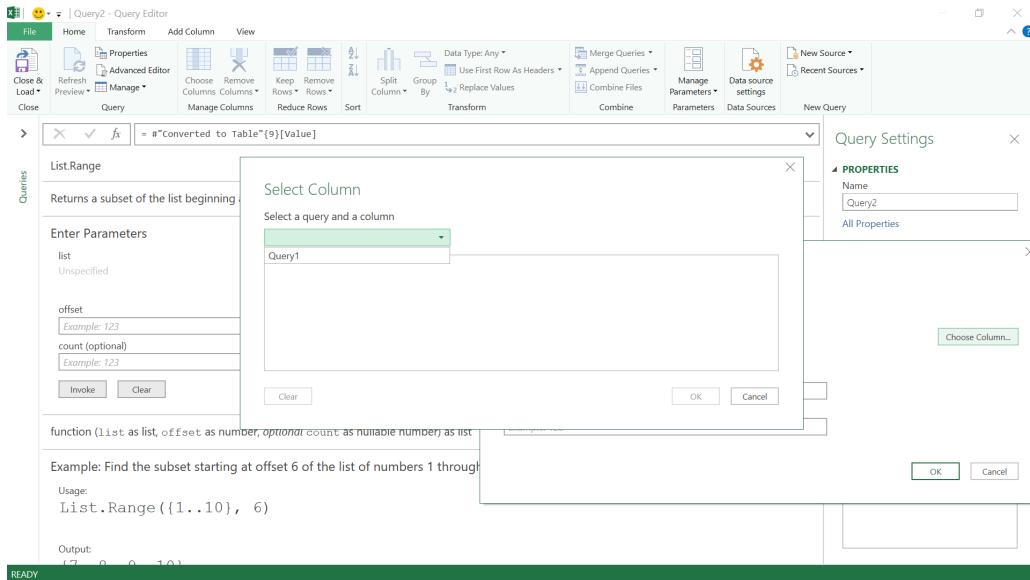 Query2 - Query Editor
File Home Transform Add Column View
Close & Load
Close
Refresh Preview
Properties
Advanced Editor
Manage
Query
Choose Columns
Remove Columns
Manage Columns
Keep Rows
Remove Rows
Reduce Rows
Sort
Split Column
Group By
Data Type: Any
Use First Row As Headers
Replace Values
Transform
Merge Queries
Append Queries
Combine Files
Combine
Manage Parameters
Parameters
Data source settings
Data Sources
New Source
Recent Sources
New Query
fx = #"Converted to Table"{9}[Value]
Queries
List.Range
Returns a subset of the list beginning
Enter Parameters
list
Unspecified
offset
Example: 123
count (optional)
Example: 123
Invoke Clear
function (list as list, offset as number, optional count as nullable number) as list
Example: Find the subset starting at offset 6 of the list of numbers 1 through
Usage:
List.Range({1..10}, 6)
Output:
Select Column
Select a query and a column
Query1
Clear OK Cancel
Query Settings
PROPERTIES
Name
Query2
All Properties
Choose Column...
OK Cancel
READY